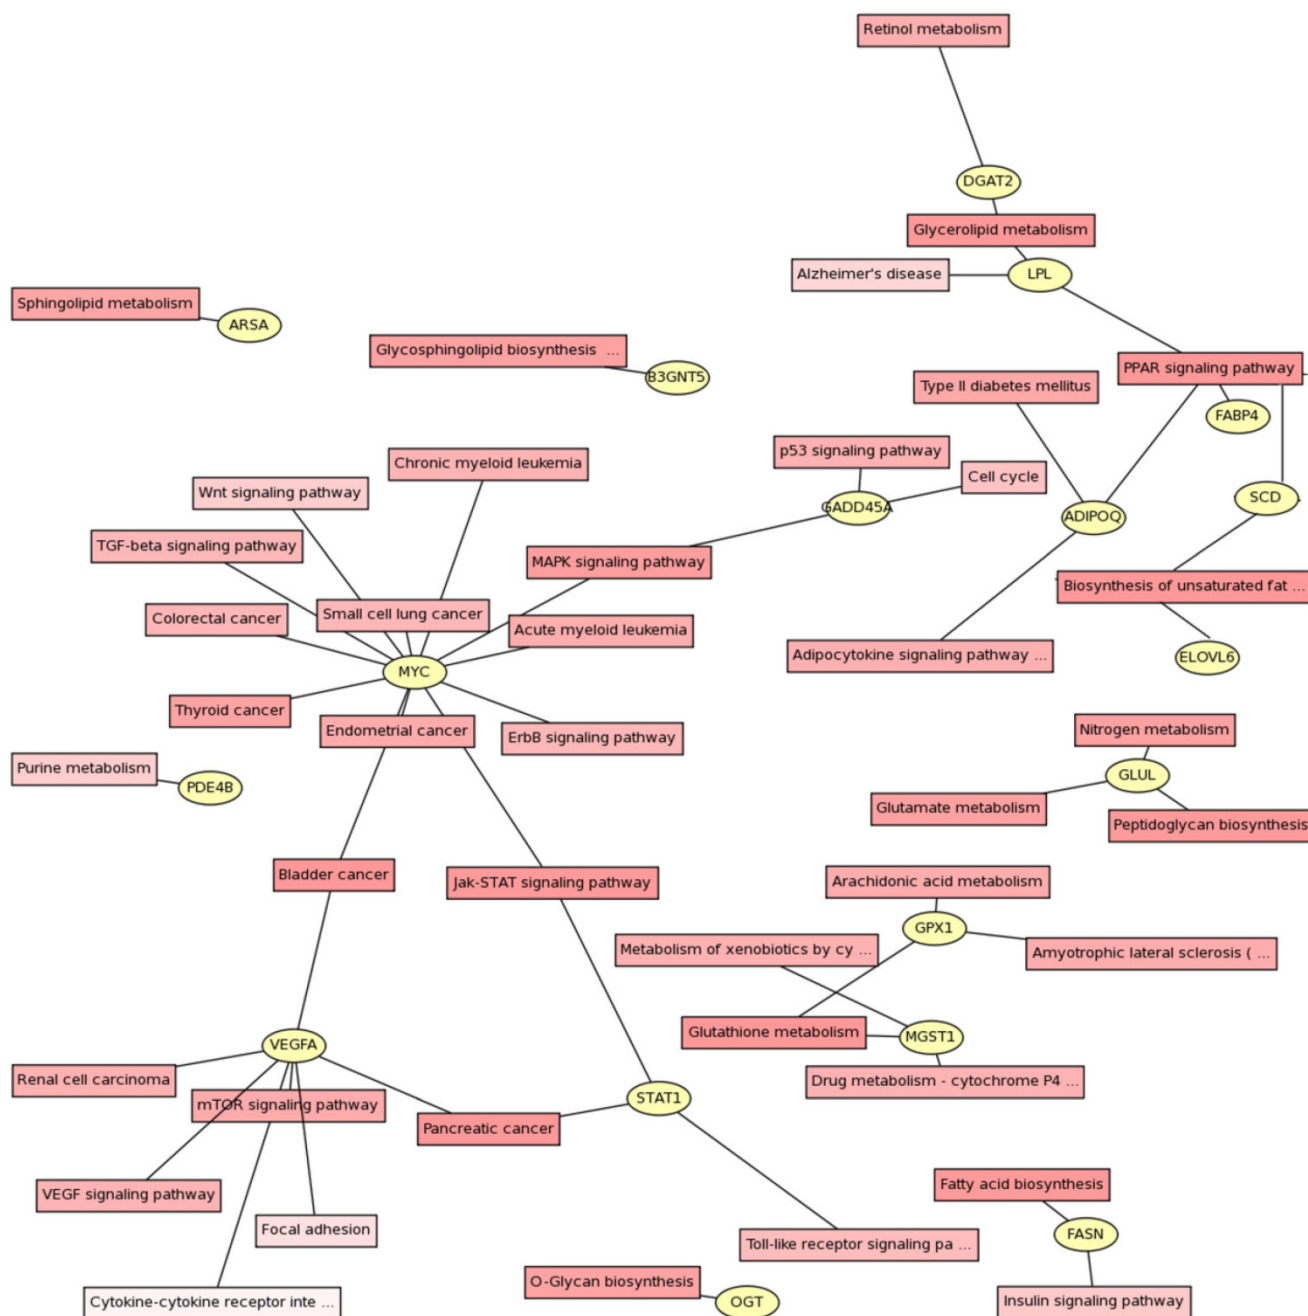 Retinol metabolism
DGAT2
Glycerolipid metabolism
Alzheimer's disease
LPL
Sphingolipid metabolism
ARSA
Glycosphingolipid biosynthesis ...
B3GNT5
PPAR signaling pathway
Type II diabetes mellitus
FABP4
p53 signaling pathway
Chronic myeloid leukemia
Cell cycle
Wnt signaling pathway
SCD
GADD45A
ADIPOQ
TGF-beta signaling pathway
MAPK signaling pathway
Biosynthesis of unsaturated fat ...
Small cell lung cancer
Colorectal cancer
Acute myeloid leukemia
Adipocytokine signaling pathway ...
ELOVL6
MYC
Thyroid cancer
Endometrial cancer
ErbB signaling pathway
Nitrogen metabolism
Purine metabolism
PDE4B
GLUL
Glutamate metabolism
Peptidoglycan biosynthesis
Bladder cancer
Jak-STAT signaling pathway
Arachidonic acid metabolism
GPX1
Metabolism of xenobiotics by cy ...
Amyotrophic lateral sclerosis ( ...
Glutathione metabolism
MGST1
VEGFA
Renal cell carcinoma
Drug metabolism - cytochrome P4 ...
mTOR signaling pathway
STAT1
Pancreatic cancer
Fatty acid biosynthesis
VEGF signaling pathway
Focal adhesion
FASN
Toll-like receptor signaling pa ...
O-Glycan biosynthesis
OGT
Cytokine-cytokine receptor inte ...
Insulin signaling pathway